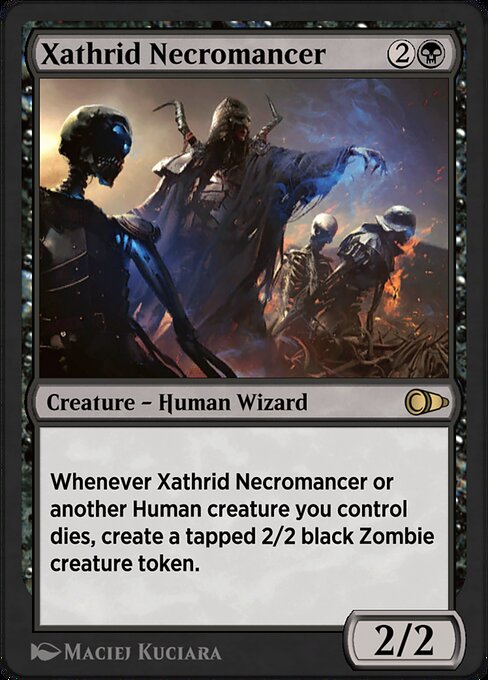 Xathrid Necromancer 2
Creature – Human Wizard
Whenever Xathrid Necromancer or
another Human creature you control
dies, create a tapped 2/2 black Zombie
creature token.
2/2
Maciej Kuciara